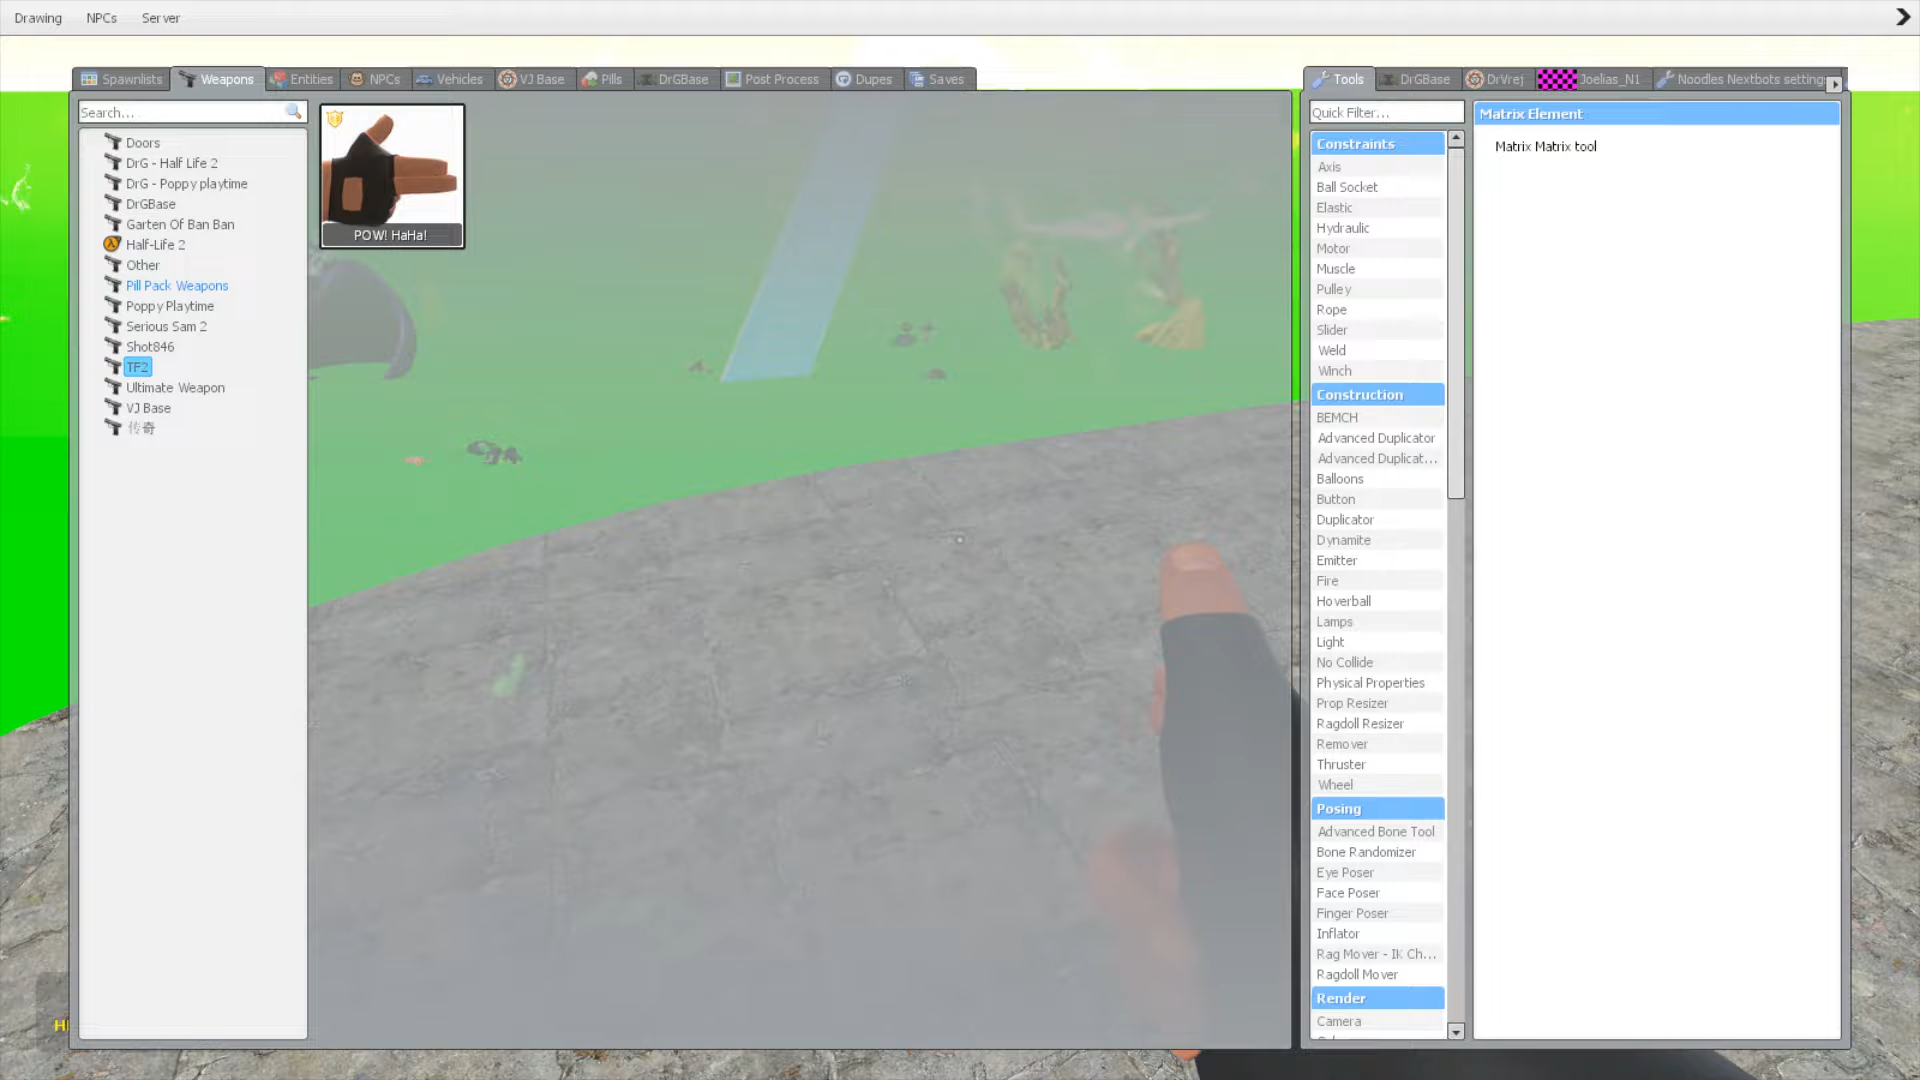 Drawing NPCs Server
Spawnlists Weapons Entities NPCs Vehicles VJ Base Pills DrGBase Post Process Dupes Saves
Search...
Doors
DrG - Half Life 2
DrG - Poppy playtime
DrGBase
Garten Of Ban Ban
Half-Life 2
Other
Pill Pack Weapons
Poppy Playtime
Serious Sam 2
Shot846
TF2
Ultimate Weapon
VJ Base
传奇
POW! HaHa!
Tools DrGBase DrVrej Joelias_N1 Noodles Nextbots setting
Quick Filter...
Constraints
Axis
Ball Socket
Elastic
Hydraulic
Motor
Muscle
Pulley
Rope
Slider
Weld
Winch
Construction
BEMCH
Advanced Duplicator
Advanced Duplicat...
Balloons
Button
Duplicator
Dynamite
Emitter
Fire
Hoverball
Lamps
Light
No Collide
Physical Properties
Prop Resizer
Ragdoll Resizer
Remover
Thruster
Wheel
Posing
Advanced Bone Tool
Bone Randomizer
Eye Poser
Face Poser
Finger Poser
Inflator
Rag Mover - IK Ch...
Ragdoll Mover
Render
Camera
Matrix Element
Matrix Matrix tool